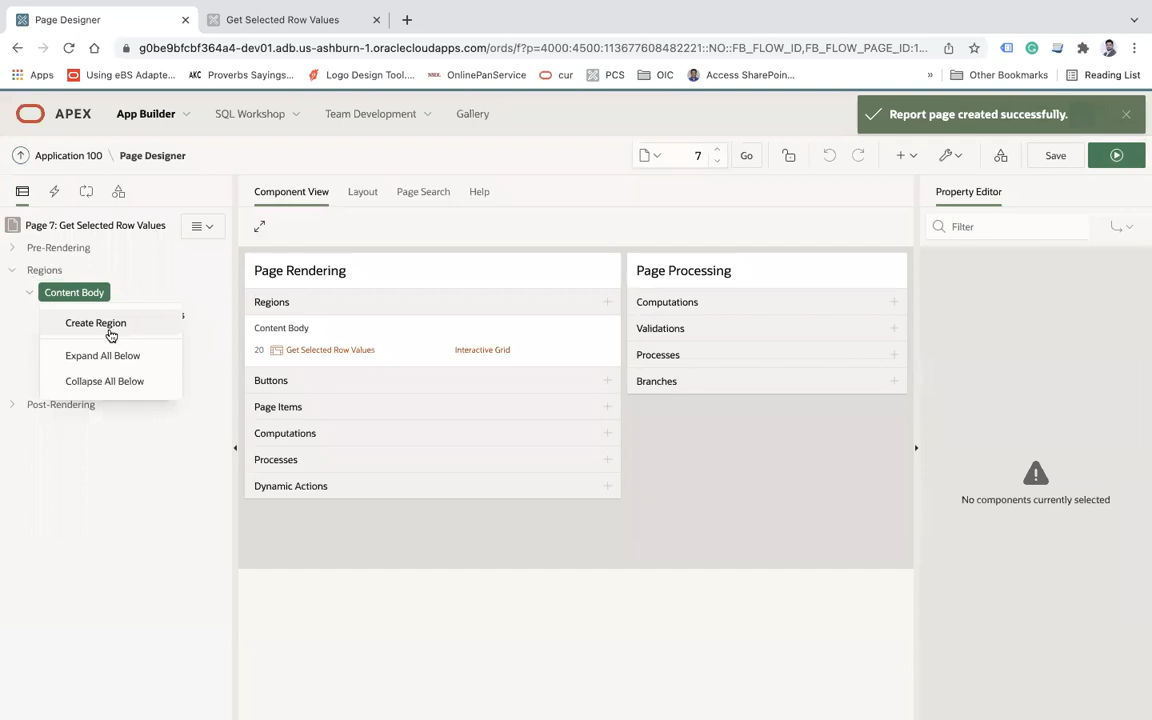 Page Designer
Get Selected Row Values
g0be9bfcbf364a4-dev01.adb.us-ashburn-1.oraclecloudapps.com/ords/f?p=4000:4500:113677608482221::NO::FB_FLOW_ID,FB_FLOW_PAGE_ID:1...
Apps
Using eBS Adapte...
AKC Proverbs Sayings...
Logo Design Tool....
OnlinePanService
cur
PCS
OIC
Access SharePoin...
»
Other Bookmarks
Reading List
APEX
App Builder
SQL Workshop
Team Development
Gallery
Report page created successfully.
Application 100 \ Page Designer
7
Go
Save
Component View
Layout
Page Search
Help
Property Editor
Page 7: Get Selected Row Values
Filter
Pre-Rendering
Regions
Content Body
s
Create Region
Expand All Below
Collapse All Below
Post-Rendering
Page Rendering
Regions
Content Body
20 Get Selected Row Values Interactive Grid
Buttons
Page Items
Computations
Processes
Dynamic Actions
Page Processing
Computations
Validations
Processes
Branches
No components currently selected